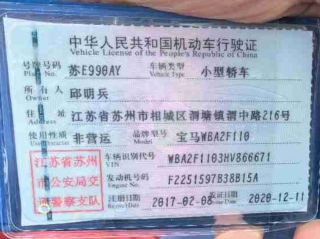 中华人民共和国机动车行驶证
Vehicle License of the People's Republic of China
号牌号码 苏E990AY 车辆类型 小型轿车
Plate No. Vehicle Type
所有人 邱明兵
Owner
住址 江苏省苏州市相城区渭塘镇渭中路216号
Address
使用性质 非营运 品牌型号 宝马WBA2F110
Use Character Model
江苏省苏州 车辆识别代号 WBA2F1103HV866671
VIN
市公安局交 发动机号码 F2251597B38B15A
Engine No.
通警察支队 注册日期 2017-02-08 发证日期 2020-12-11
Register Date Issue Date